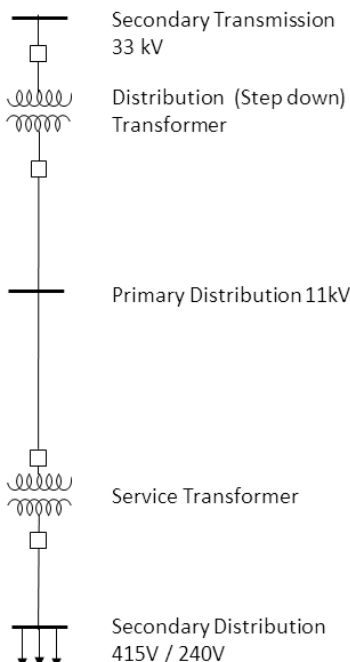 Secondary Transmission
33 kV
Distribution (Step down)
Transformer
Primary Distribution 11kV
Service Transformer
Secondary Distribution
415V / 240V